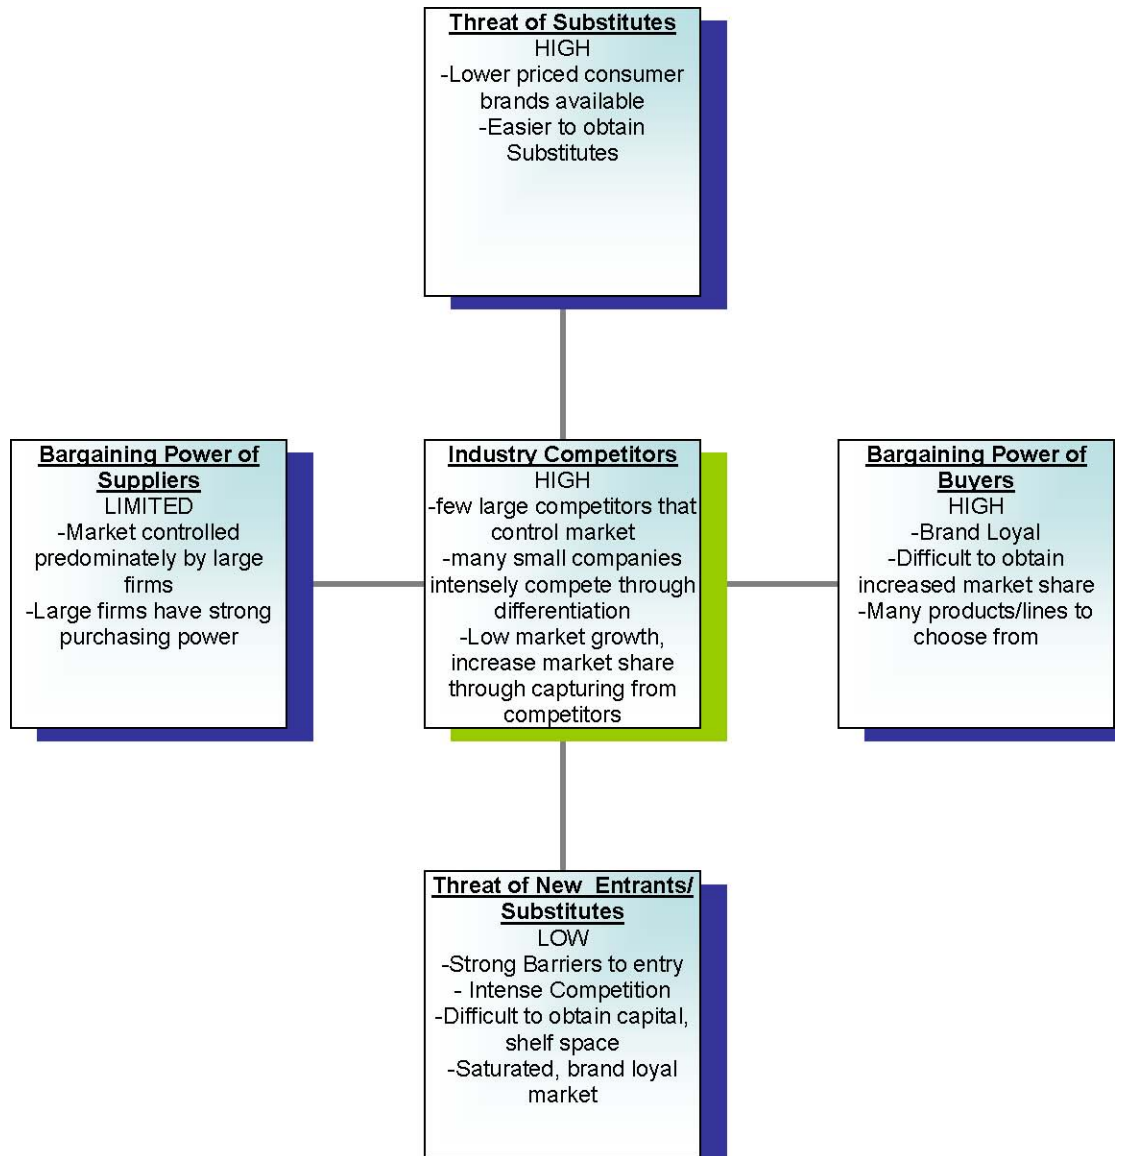 Threat of Substitutes
HIGH
-Lower priced consumer
brands available
-Easier to obtain
Substitutes
Bargaining Power of
Suppliers
LIMITED
-Market controlled
predominately by large
firms
-Large firms have strong
purchasing power
Industry Competitors
HIGH
-few large competitors that
control market
-many small companies
intensely compete through
differentiation
-Low market growth,
increase market share
through capturing from
competitors
Bargaining Power of
Buyers
HIGH
-Brand Loyal
-Difficult to obtain
increased market share
-Many products/lines to
choose from
Threat of New  Entrants/
Substitutes
LOW
-Strong Barriers to entry
- Intense Competition
-Difficult to obtain capital,
shelf space
-Saturated, brand loyal
market